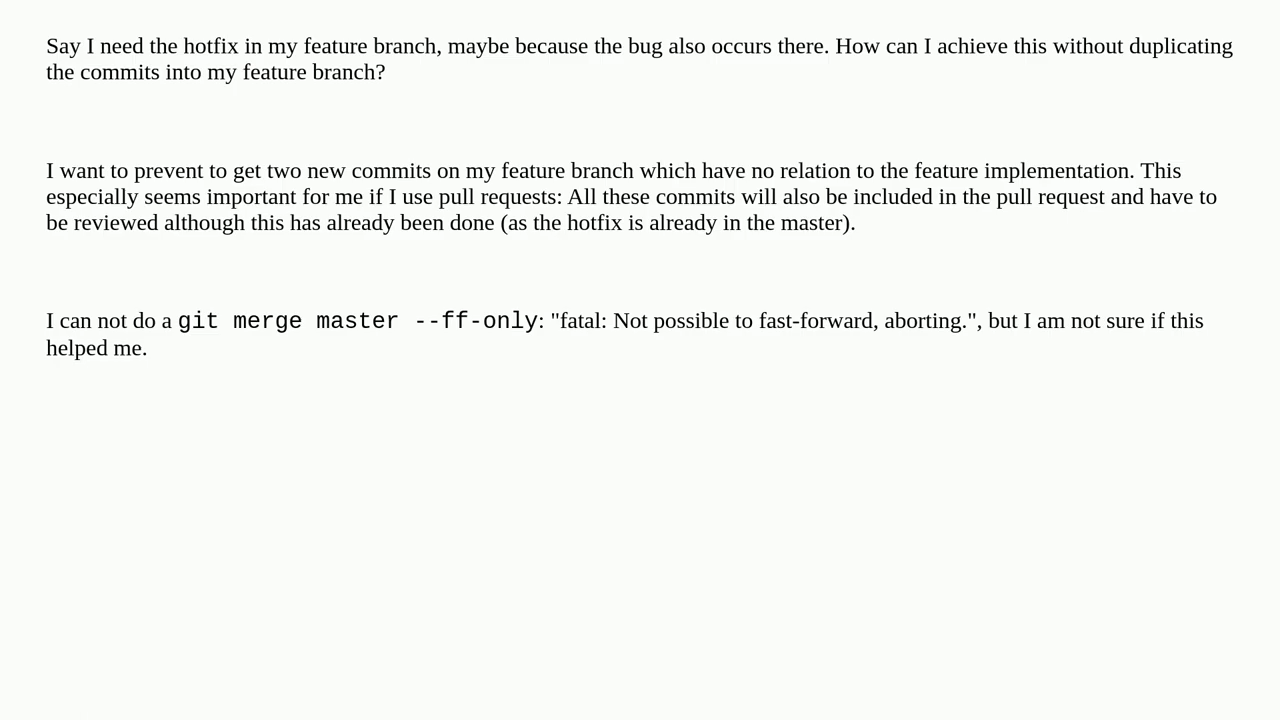 Say I need the hotfix in my feature branch, maybe because the bug also occurs there. How can I achieve this without duplicating
the commits into my feature branch?
I want to prevent to get two new commits on my feature branch which have no relation to the feature implementation. This
especially seems important for me if I use pull requests: All these commits will also be included in the pull request and have to
be reviewed although this has already been done (as the hotfix is already in the master).
I can not do a git merge master --ff-only: "fatal: Not possible to fast-forward, aborting.", but I am not sure if this
helped me.